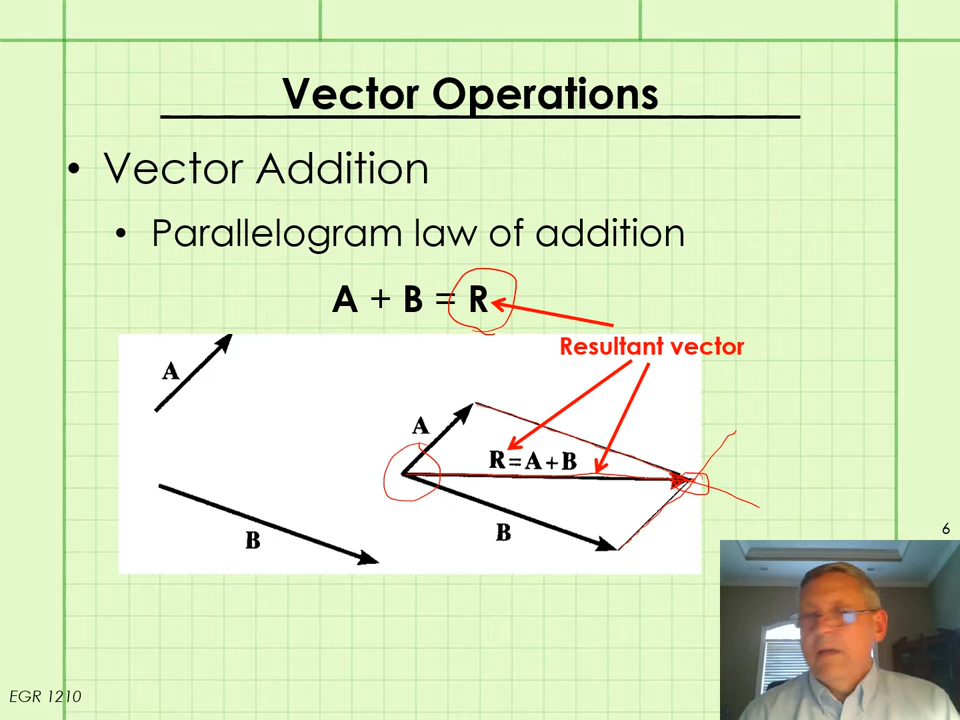 Vector Operations
• Vector Addition
• Parallelogram law of addition
A + B = R
Resultant vector
A
A
R = A + B
B
B
6
EGR 1210